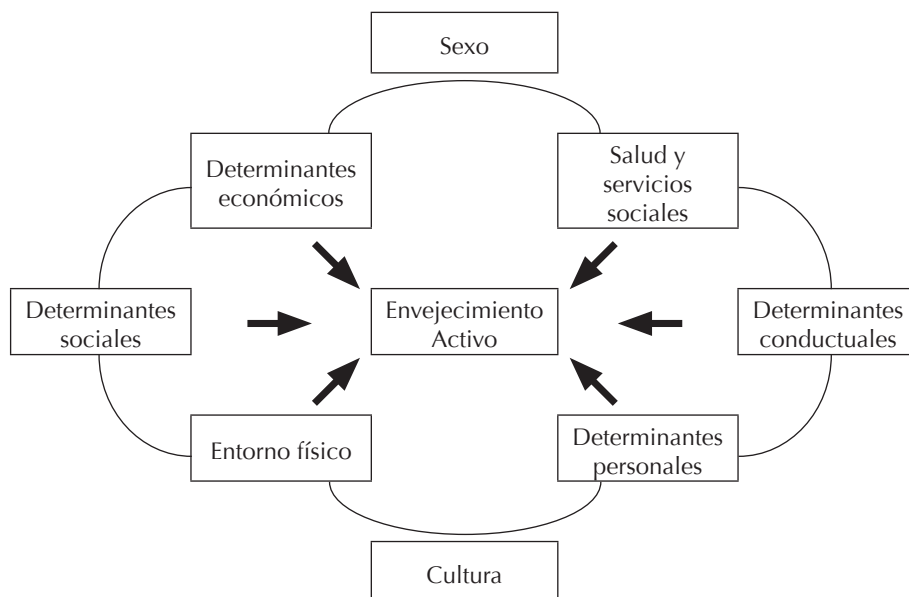 Sexo
Determinantes
económicos
Salud y
servicios
sociales
Determinantes
sociales
Envejecimiento
Activo
Determinantes
conductuales
Entorno físico
Determinantes
personales
Cultura